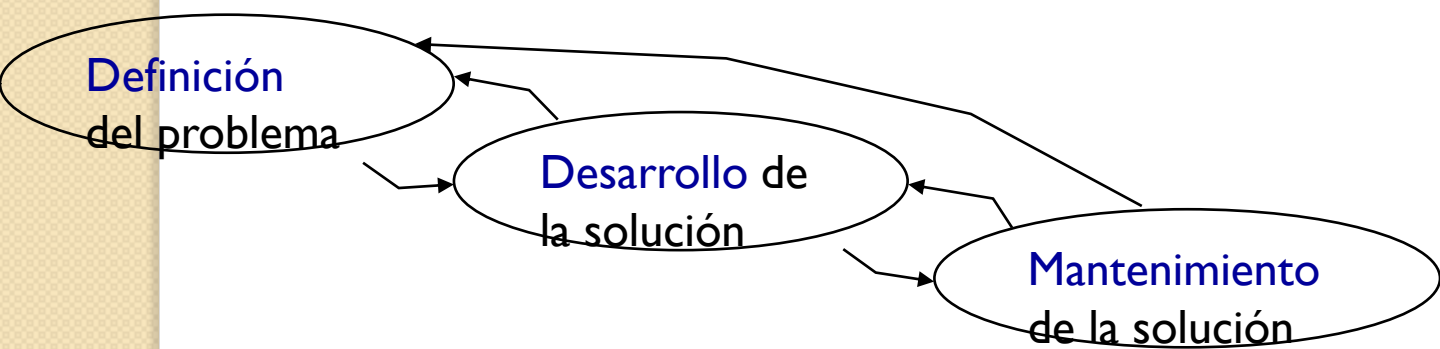 Definición
del problema
Desarrollo de
la solución
Mantenimiento
de la solución